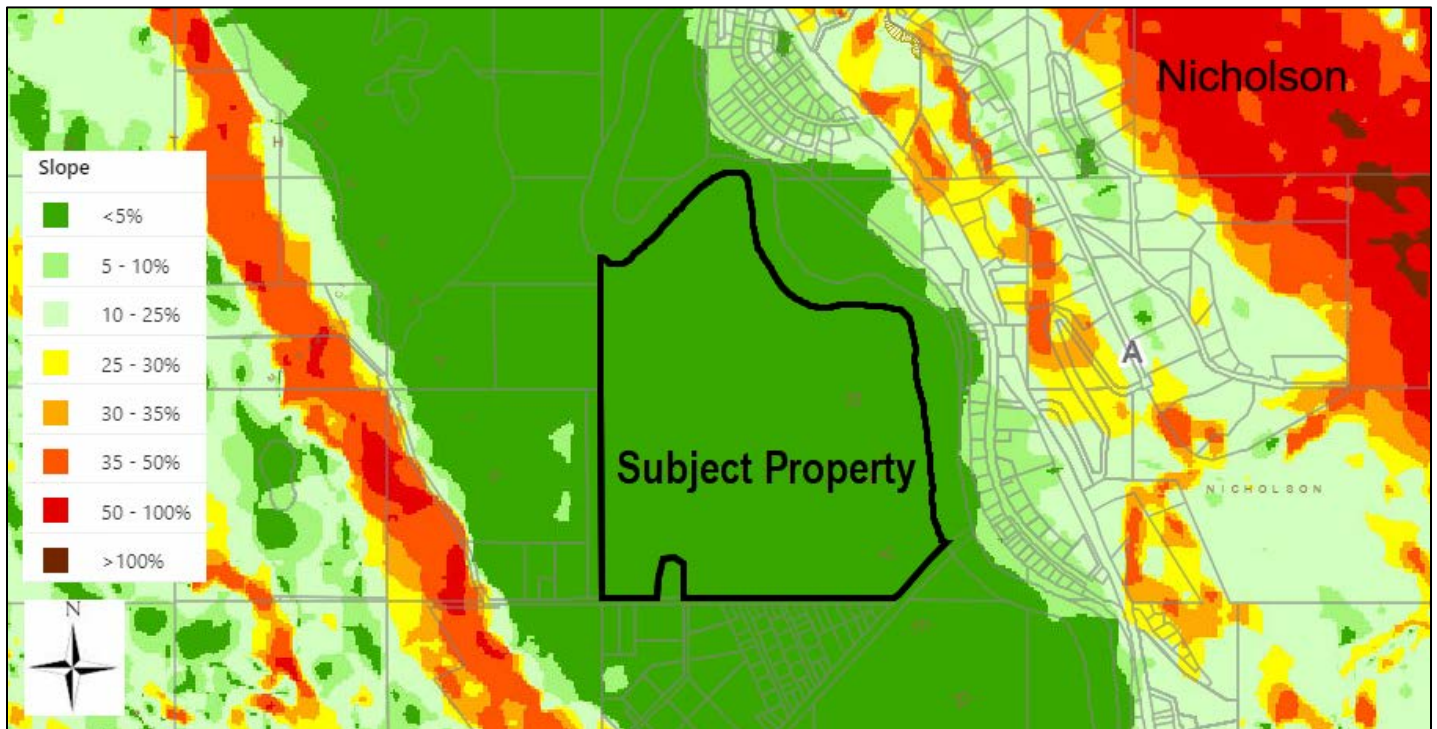 Nicholson
Slope
<5%
5 - 10%
10 - 25%
25 - 30%
30 - 35%
35 - 50%
50 - 100%
>100%
A
Subject Property
NICHOLSON
N